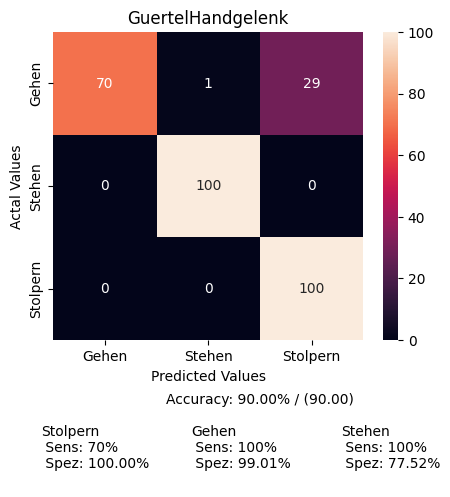 GuertelHandgelenk
Gehen 70 1 29 100
80
Actal Values
Stehen 0 100 0 60
40
Stolpern 0 0 100 20
0
Gehen Stehen Stolpern
Predicted Values
Accuracy: 90.00% / (90.00)
Stolpern Gehen Stehen
Sens: 70% Sens: 100% Sens: 100%
Spez: 100.00% Spez: 99.01% Spez: 77.52%